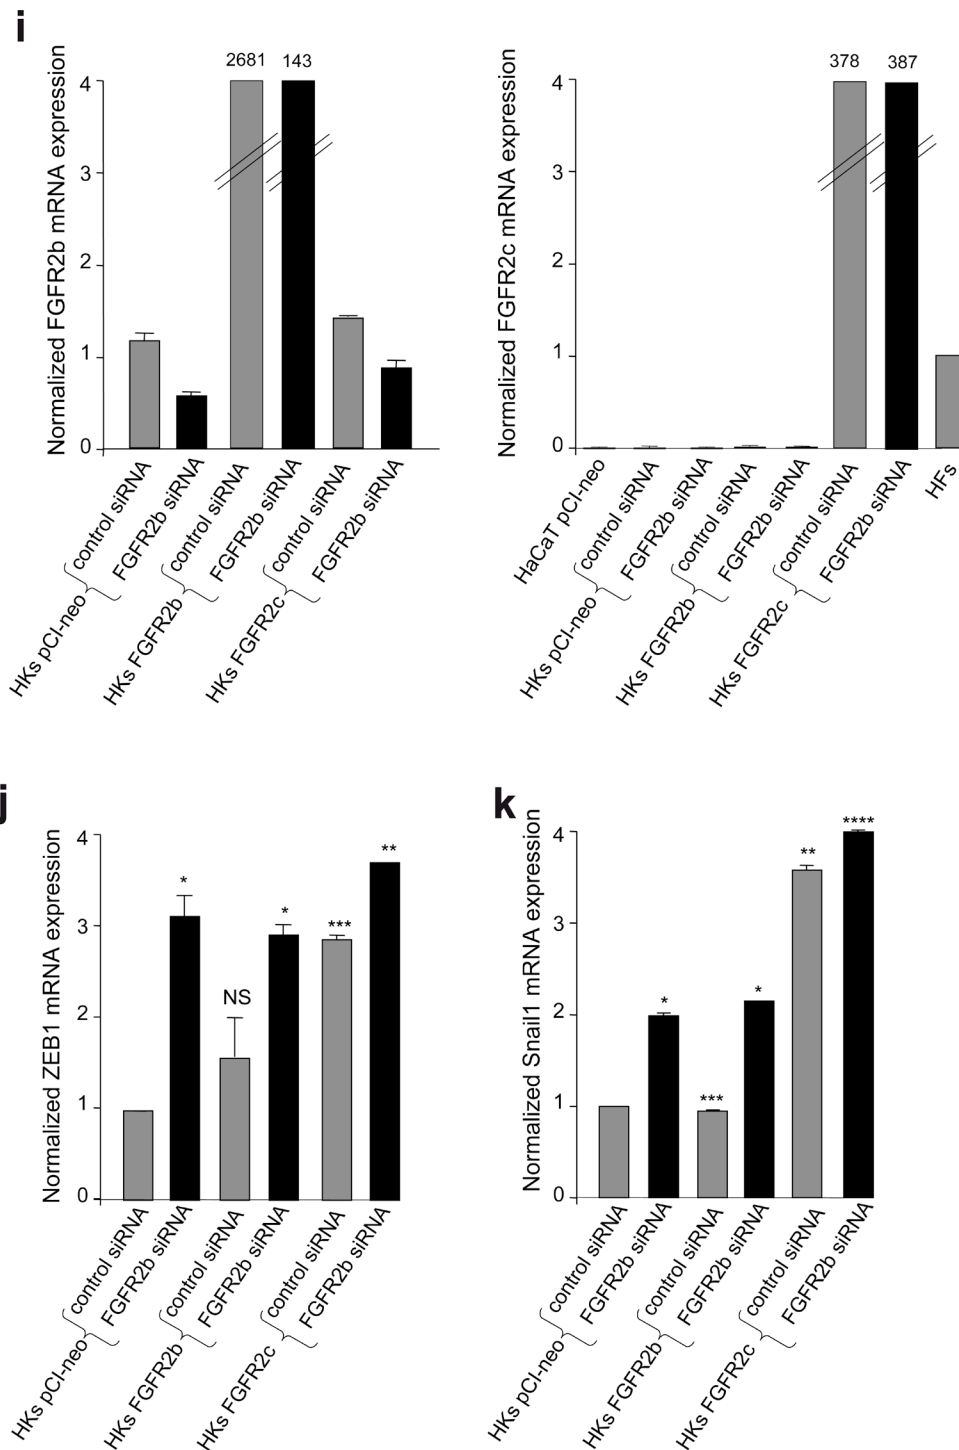 i
Normalized FGFR2b mRNA expression
4
3
2
1
0
2681
143
control siRNA
FGFR2b siRNA
control siRNA
FGFR2b siRNA
control siRNA
FGFR2b siRNA
HKs pCI-neo
HKs FGFR2b
HKs FGFR2c
Normalized FGFR2c mRNA expression
4
3
2
1
0
378
387
HaCaT pCI-neo
control siRNA
FGFR2b siRNA
control siRNA
FGFR2b siRNA
control siRNA
FGFR2b siRNA
HFs
HKs pCI-neo
HKs FGFR2b
HKs FGFR2c
j
Normalized ZEB1 mRNA expression
4
3
2
1
0
*
NS
*
***
**
control siRNA
FGFR2b siRNA
control siRNA
FGFR2b siRNA
control siRNA
FGFR2b siRNA
HKs pCI-neo
HKs FGFR2b
HKs FGFR2c
k
Normalized Snail1 mRNA expression
4
3
2
1
0
*
***
*
**
****
control siRNA
FGFR2b siRNA
control siRNA
FGFR2b siRNA
control siRNA
FGFR2b siRNA
HKs pCI-neo
HKs FGFR2b
HKs FGFR2c